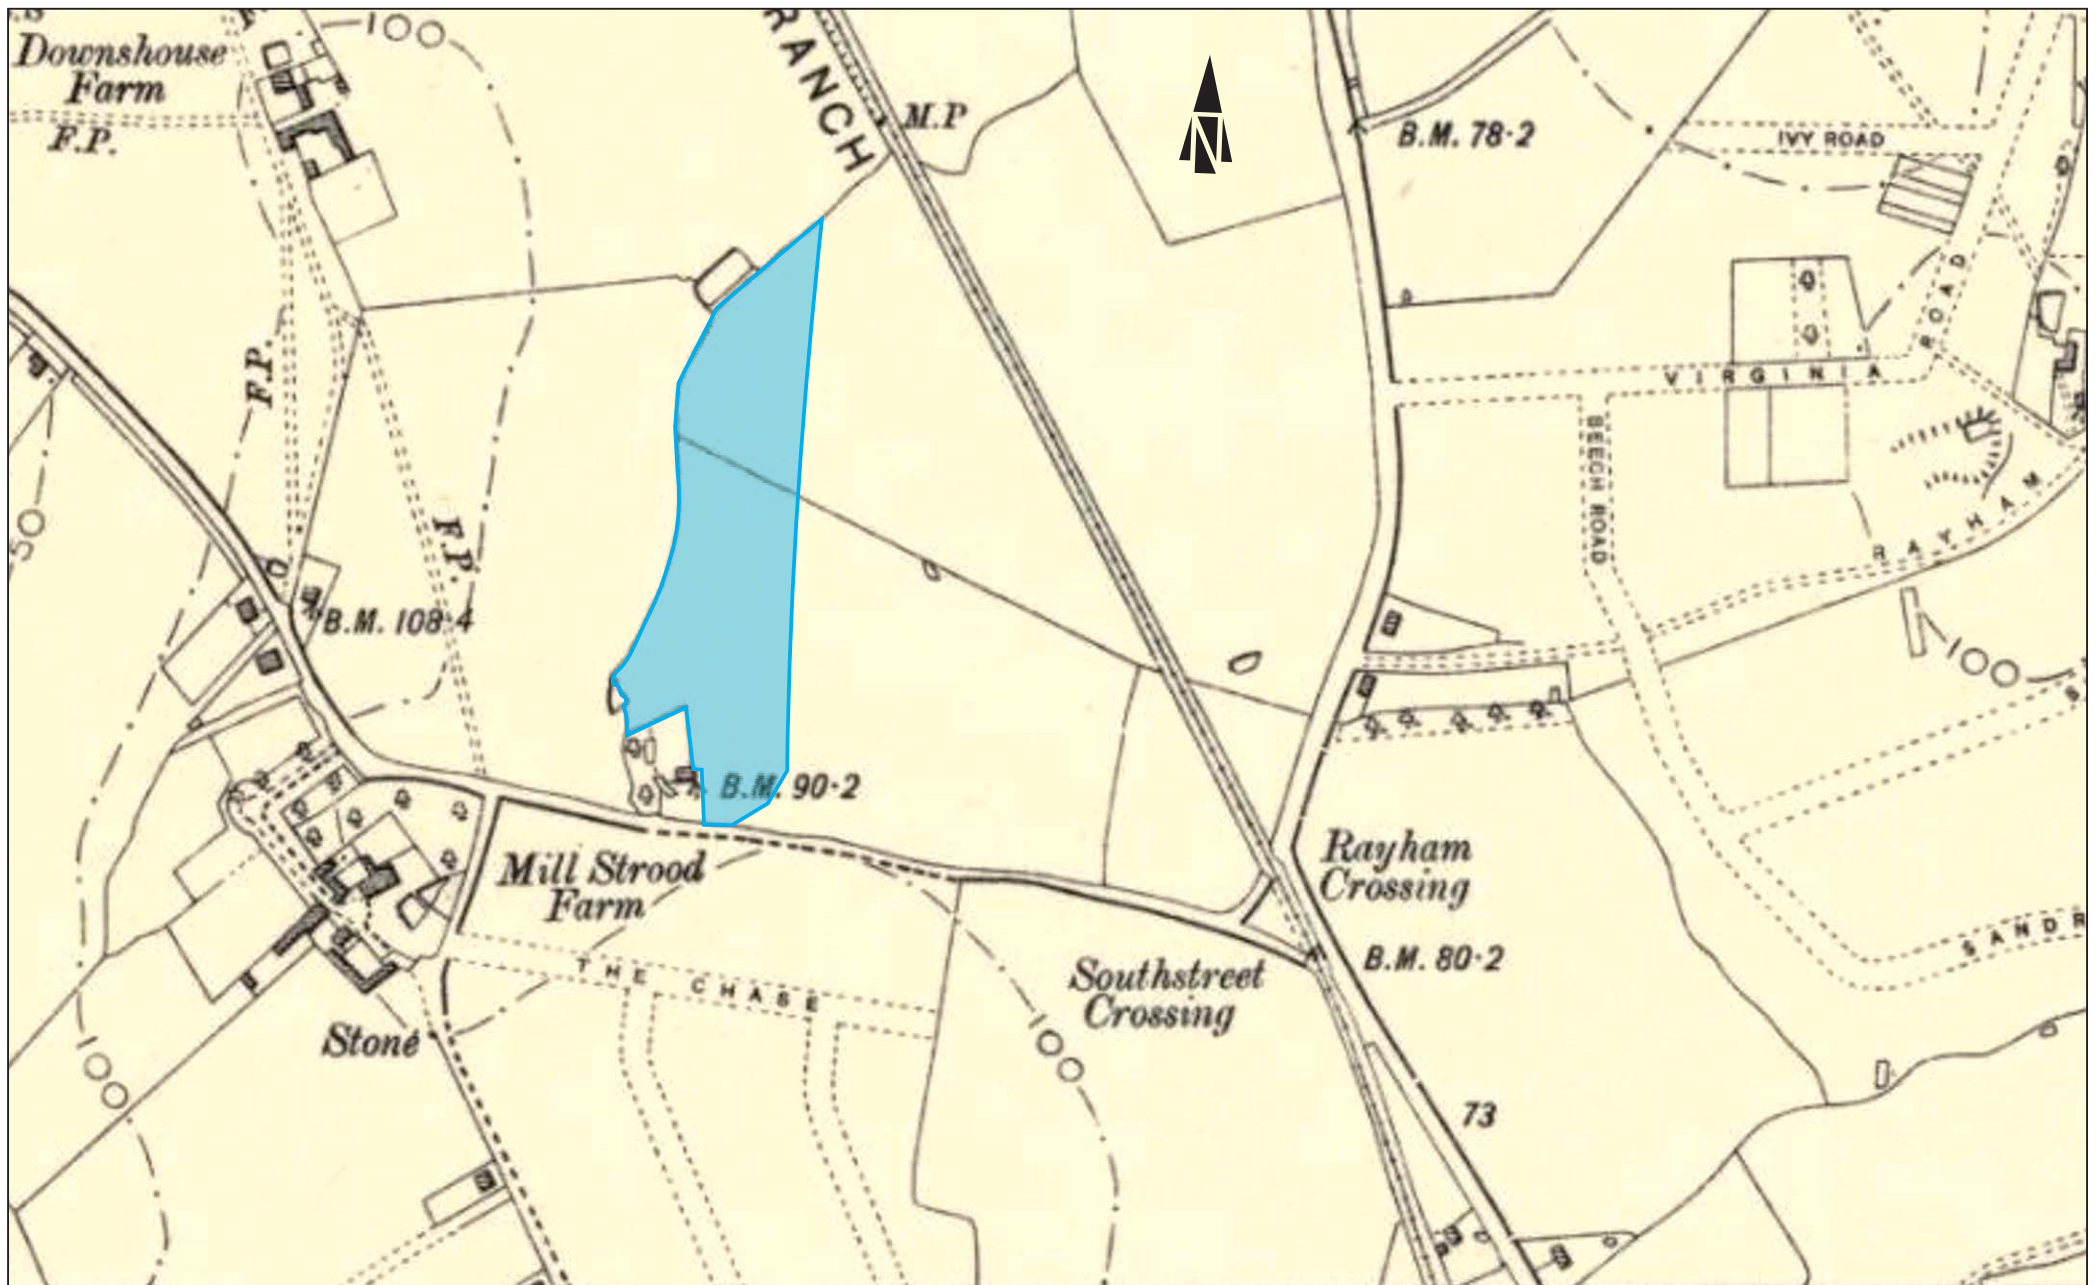 Downshouse
Farm
F.P.
100
RANCH
M.P
N
B.M. 78·2
IVY ROAD
ROAD
VIRGINIA
BEECH ROAD
RAYHAM
F.P.
F.P.
50
B.M. 108·4
100
B.M. 90·2
Mill Strood
Farm
Rayham
Crossing
B.M. 80·2
SANDR
THE CHASE
Southstreet
Crossing
Stone
100
100
73